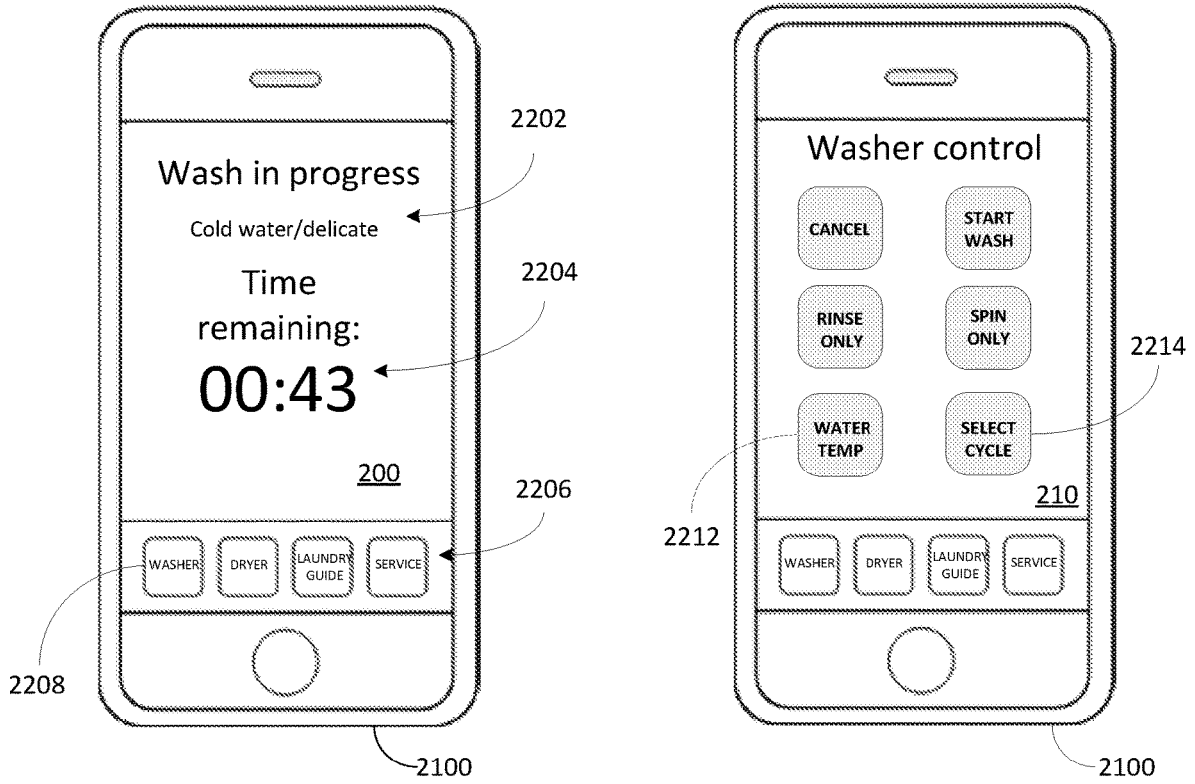 2202
Wash in progress
Cold water/delicate
2204
Time
remaining:
00:43
200
2206
WASHER
DRYER
LAUNDRY
GUIDE
SERVICE
2208
2100
Washer control
CANCEL
START
WASH
RINSE
ONLY
SPIN
ONLY
2214
WATER
TEMP
SELECT
CYCLE
210
2212
WASHER
DRYER
LAUNDRY
GUIDE
SERVICE
2100